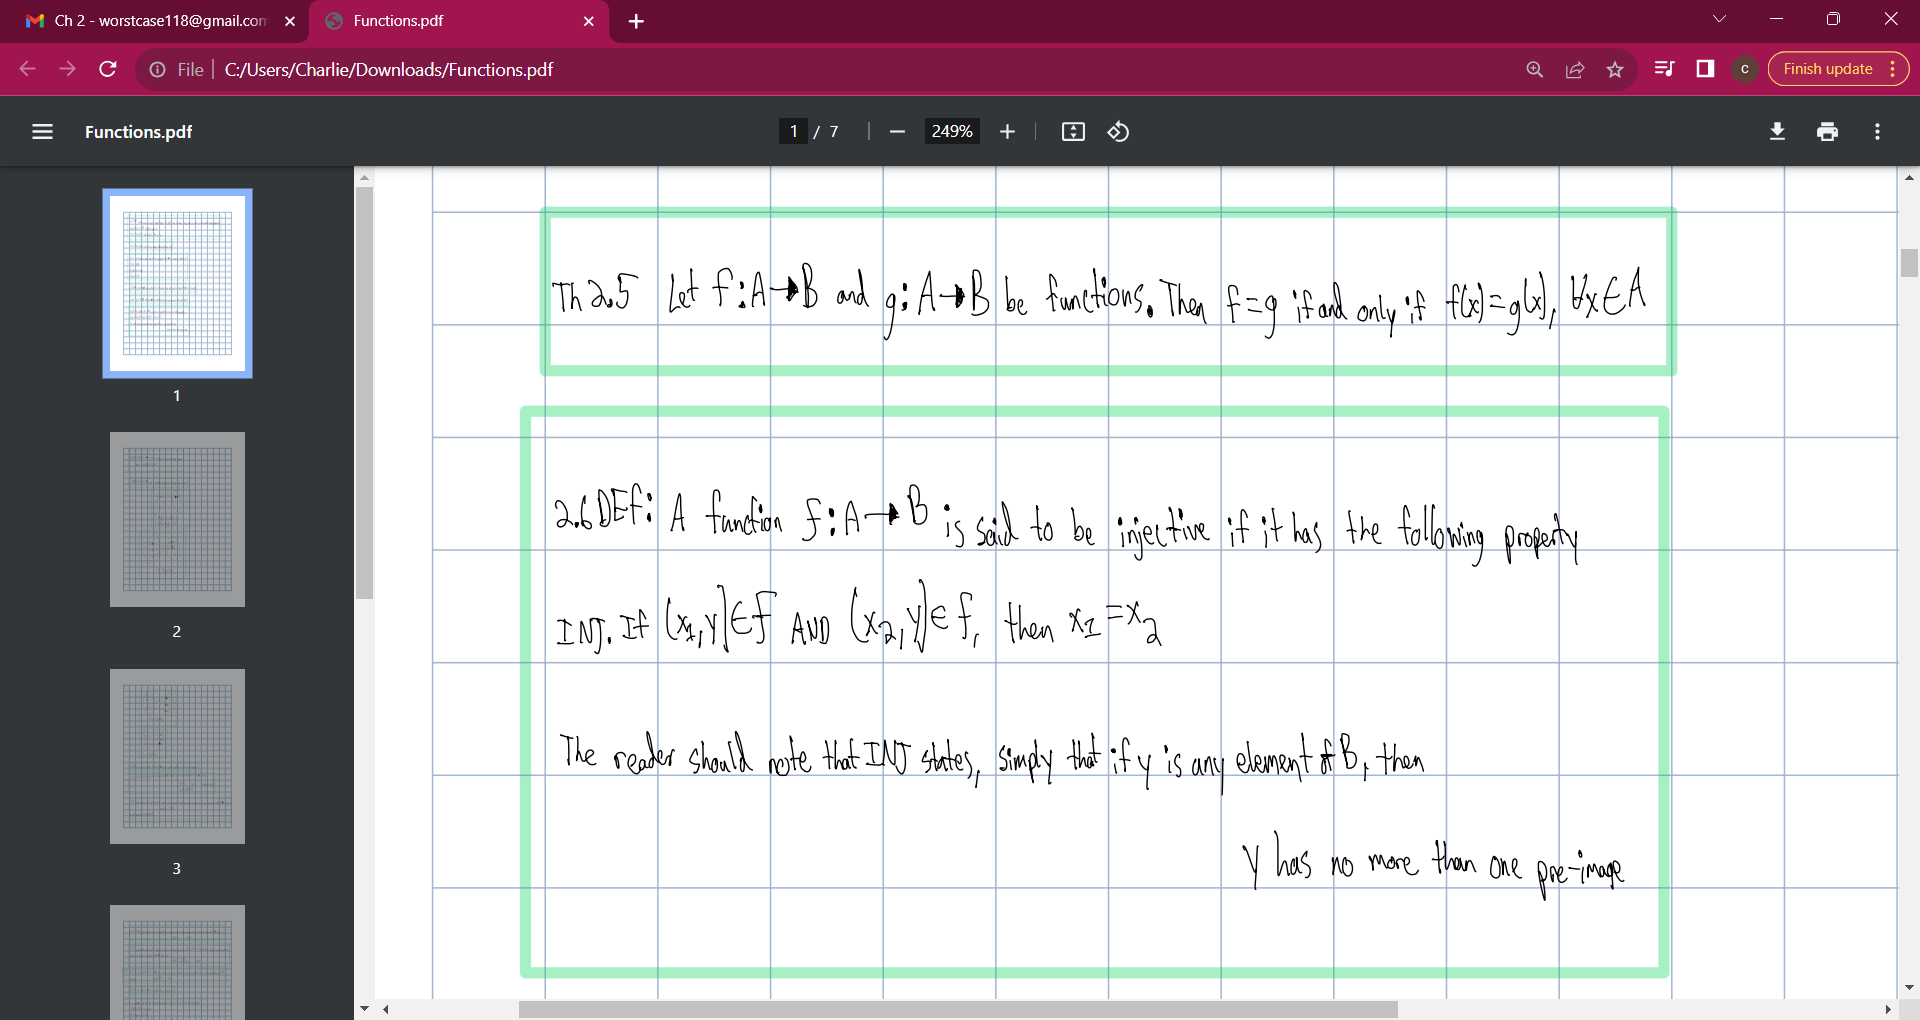 Ch 2 - worstcase118@gmail.com
Functions.pdf
File
C:/Users/Charlie/Downloads/Functions.pdf
C
Finish update
Functions.pdf
1 / 7
249%
1
2
3
Th 2.5 Let f:A→B and g:A→B be functions. Then f=g if and only if f(x)=g(x), ∀x∈A
2.6 DEf: A function f:A→B is said to be injective if it has the following property
INJ. If (x₁,y)∈f AND (x₂,y)∈f, then x₁=x₂
The reader should note that INJ states, simply that if y is any element of B, then
y has no more than one pre-image